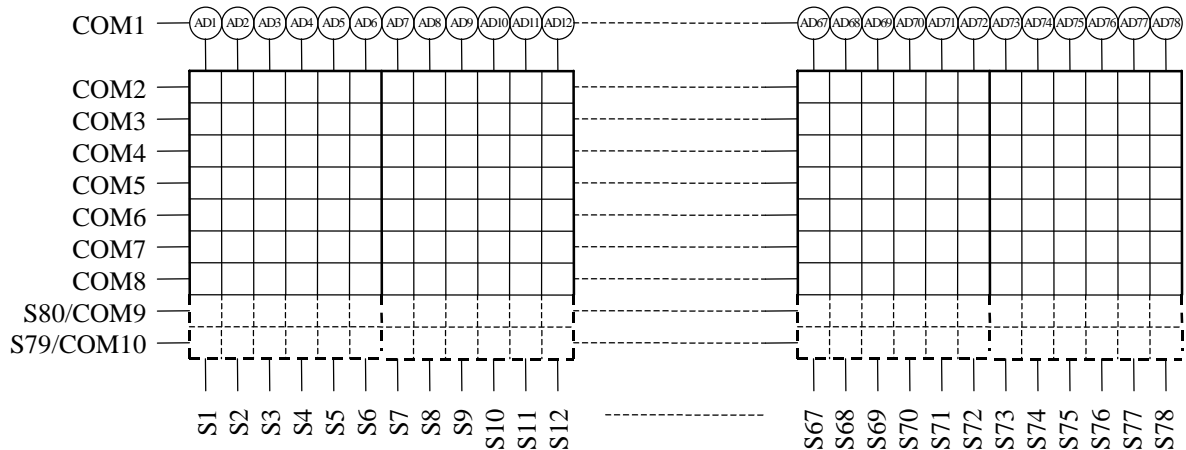 COM1 AD1 AD2 AD3 AD4 AD5 AD6 AD7 AD8 AD9 AD10 AD11 AD12 AD67 AD68 AD69 AD70 AD71 AD72 AD73 AD74 AD75 AD76 AD77 AD78
COM2
COM3
COM4
COM5
COM6
COM7
COM8
S80/COM9
S79/COM10
S1 S2 S3 S4 S5 S6 S7 S8 S9 S10 S11 S12 S67 S68 S69 S70 S71 S72 S73 S74 S75 S76 S77 S78